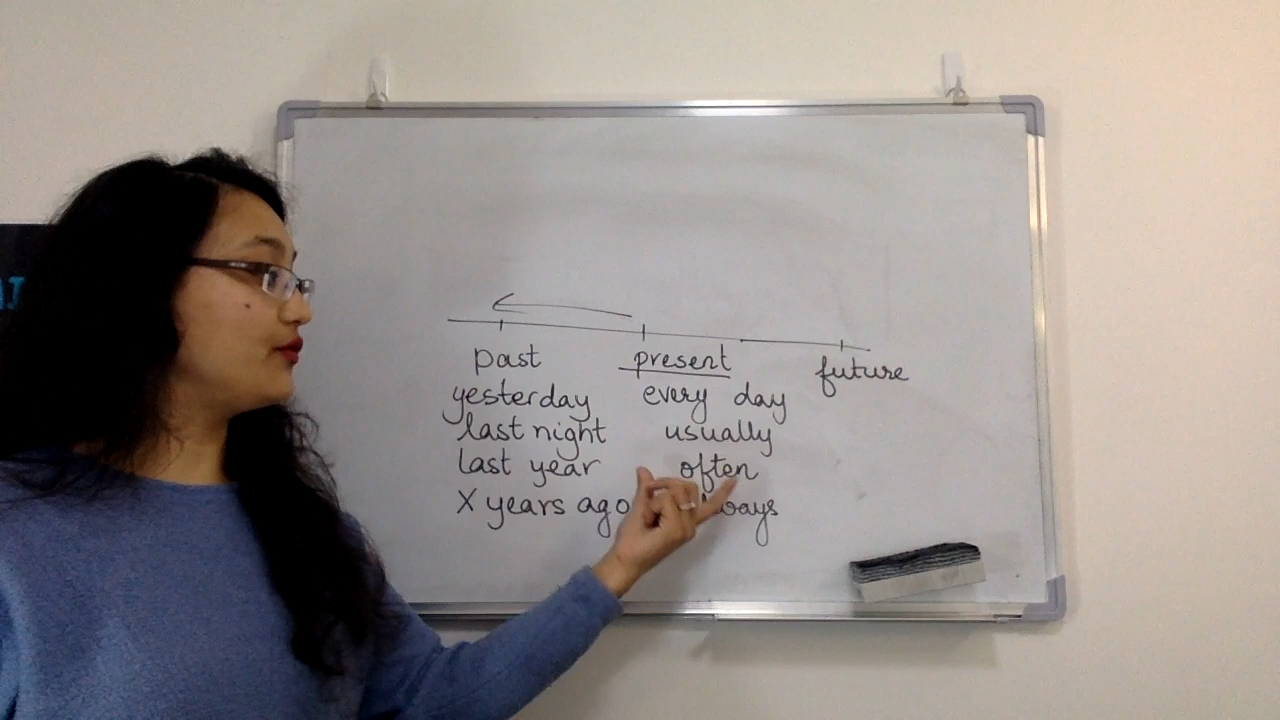 past present future
yesterday every day
last night usually
last year often
X years ago